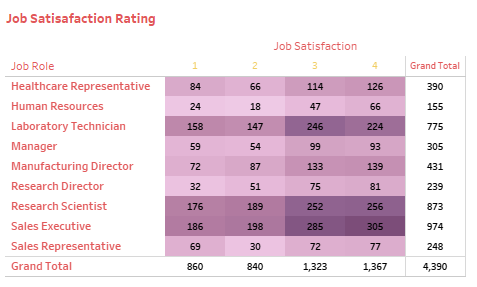 Job Satisafaction Rating
Job Satisfaction
Job Role 1 2 3 4 Grand Total
Healthcare Representative 84 66 114 126 390
Human Resources 24 18 47 66 155
Laboratory Technician 158 147 246 224 775
Manager 59 54 99 93 305
Manufacturing Director 72 87 133 139 431
Research Director 32 51 75 81 239
Research Scientist 176 189 252 256 873
Sales Executive 186 198 285 305 974
Sales Representative 69 30 72 77 248
Grand Total 860 840 1,323 1,367 4,390